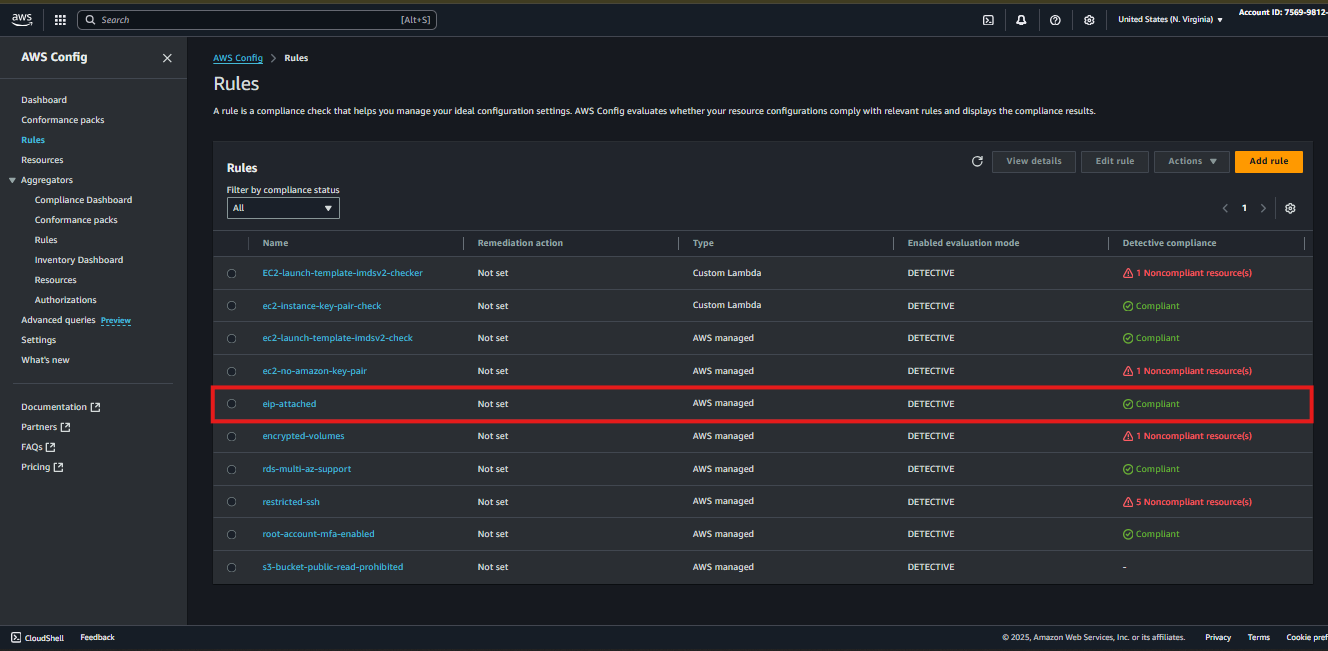 aws Search [Alt+S] United States (N. Virginia) ▼ Account ID: 7569-9812-
AWS Config
Dashboard
Conformance packs
Rules
Resources
Aggregators
Compliance Dashboard
Conformance packs
Rules
Inventory Dashboard
Resources
Authorizations
Advanced queries Preview
Settings
What's new
Documentation
Partners
FAQs
Pricing
AWS Config > Rules
Rules
A rule is a compliance check that helps you manage your ideal configuration settings. AWS Config evaluates whether your resource configurations comply with relevant rules and displays the compliance results.
Rules
View details Edit rule Actions ▼ Add rule
Filter by compliance status
All ▼
< 1 >
Name Remediation action Type Enabled evaluation mode Detective compliance
EC2-launch-template-imdsv2-checker Not set Custom Lambda DETECTIVE 1 Noncompliant resource(s)
ec2-instance-key-pair-check Not set Custom Lambda DETECTIVE Compliant
ec2-launch-template-imdsv2-check Not set AWS managed DETECTIVE Compliant
ec2-no-amazon-key-pair Not set AWS managed DETECTIVE 1 Noncompliant resource(s)
eip-attached Not set AWS managed DETECTIVE Compliant
encrypted-volumes Not set AWS managed DETECTIVE 1 Noncompliant resource(s)
rds-multi-az-support Not set AWS managed DETECTIVE Compliant
restricted-ssh Not set AWS managed DETECTIVE 5 Noncompliant resource(s)
root-account-mfa-enabled Not set AWS managed DETECTIVE Compliant
s3-bucket-public-read-prohibited Not set AWS managed DETECTIVE -
CloudShell Feedback © 2025, Amazon Web Services, Inc. or its affiliates. Privacy Terms Cookie pref